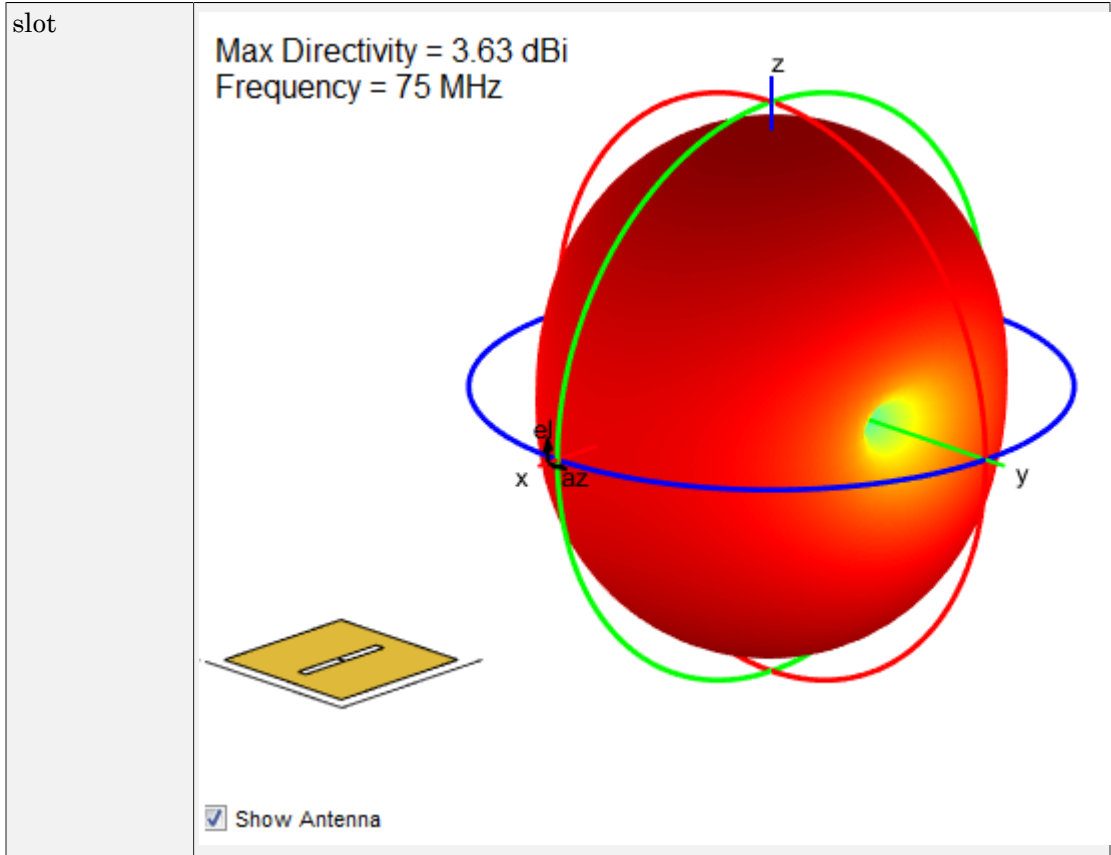 slot
Max Directivity = 3.63 dBi
Frequency = 75 MHz
z
el
x
az
y
Show Antenna